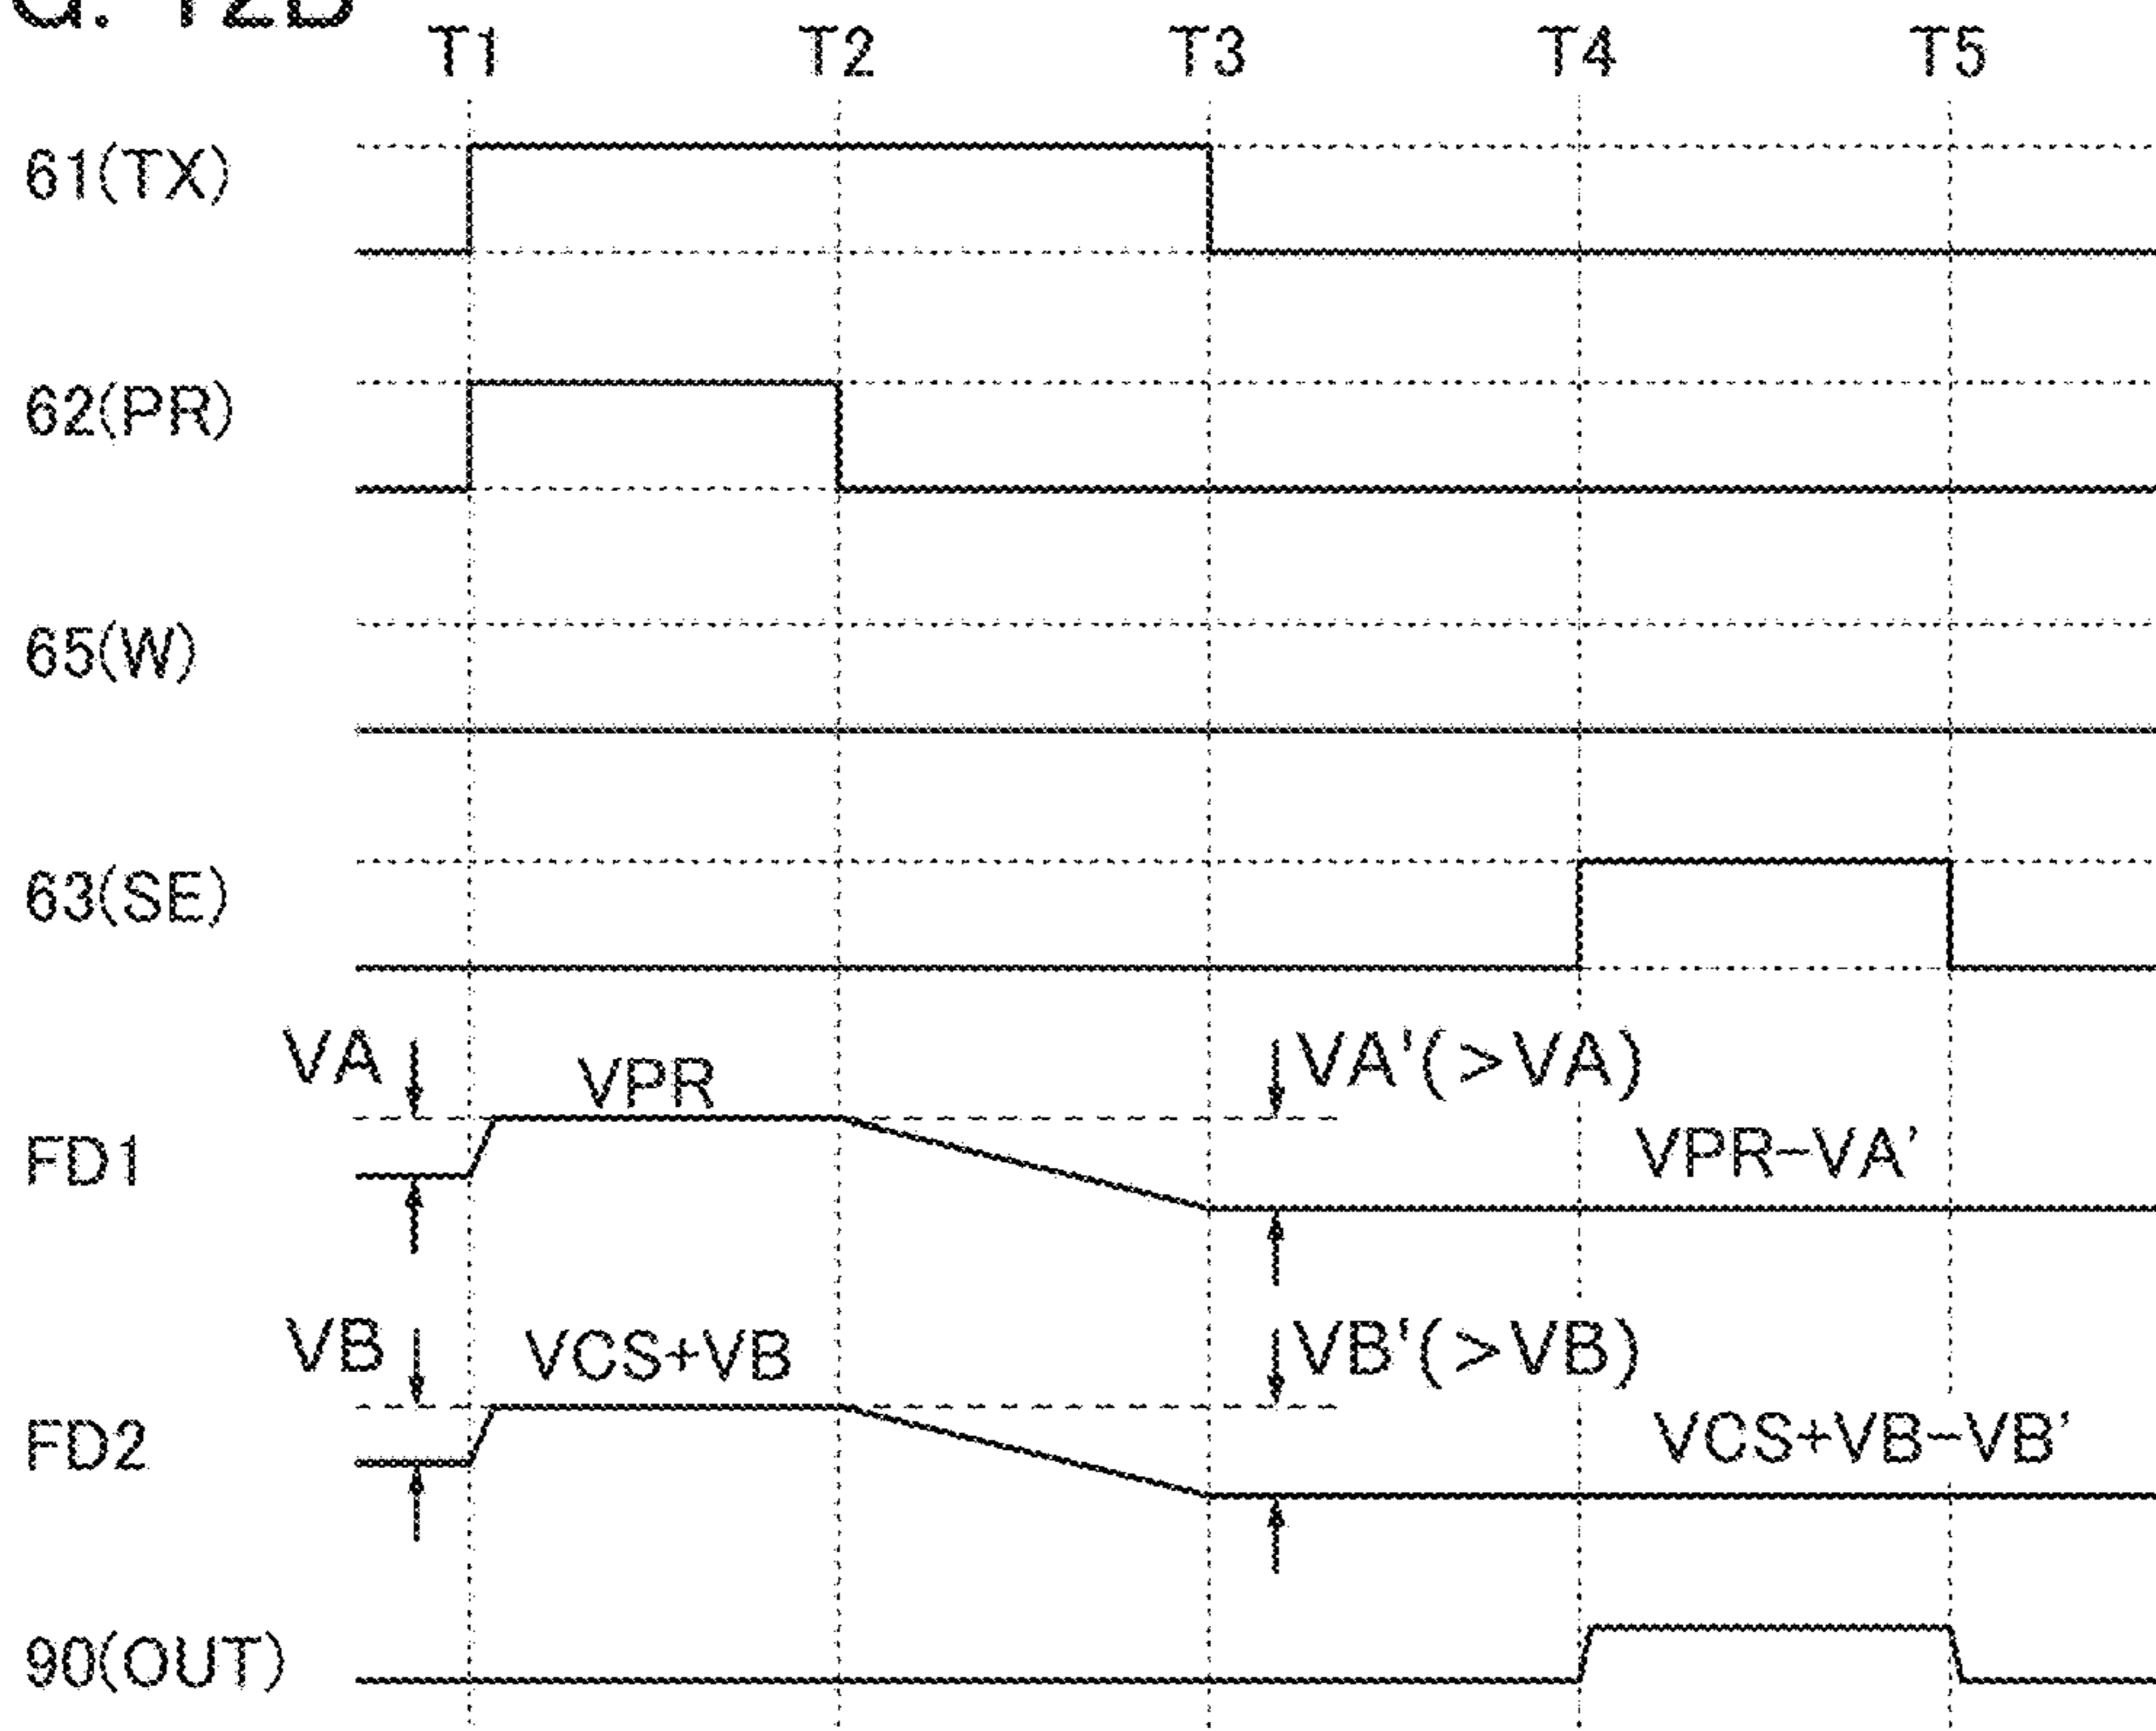 G. 12B
T1 T2 T3 T4 T5
61(TX)
62(PR)
65(W)
63(SE)
VA VPR VA'(>VA)
FD1 VPR-VA'
VB VCS+VB VB'(>VB)
FD2 VCS+VB-VB'
90(OUT)